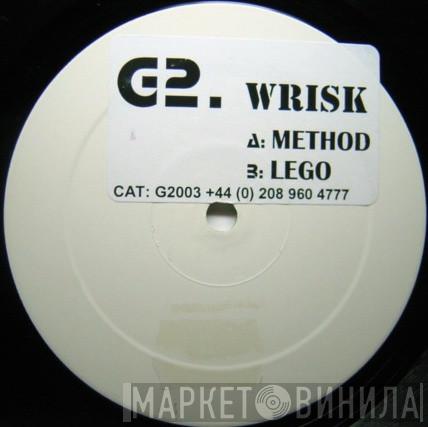 G2. WRISK
A: METHOD
B: LEGO
CAT: G2003 +44 (0) 208 960 4777
МАРКЕТ ВИНИЛА